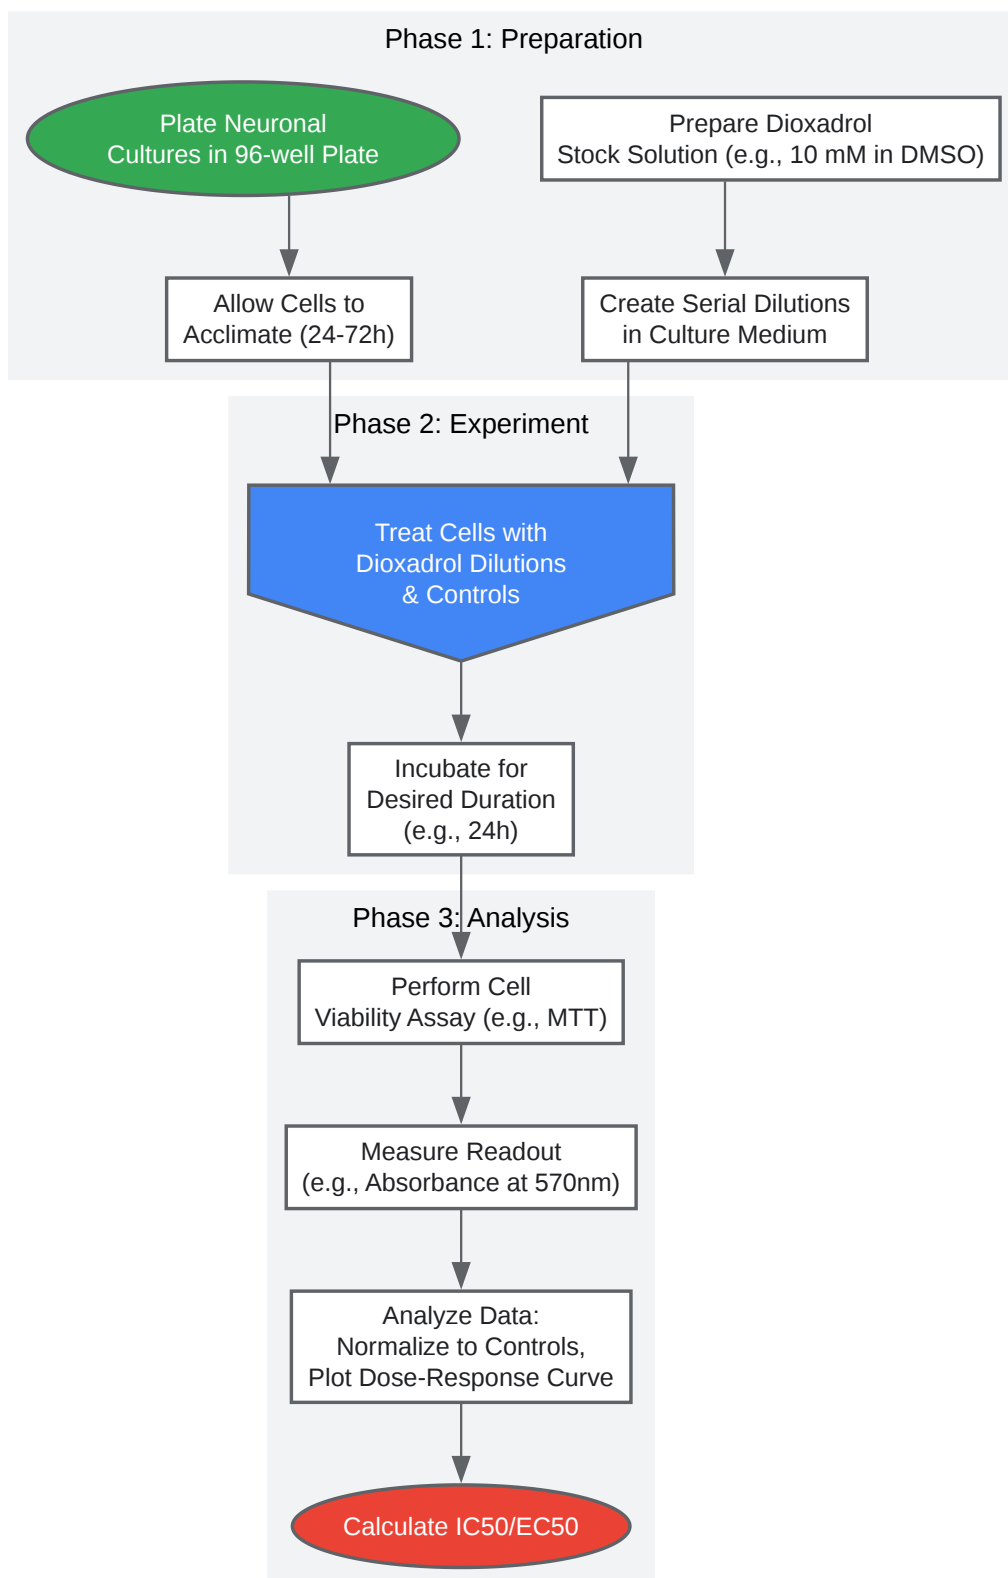 Phase 1: Preparation
Plate Neuronal
Cultures in 96-well Plate
Prepare Dioxadrol
Stock Solution (e.g., 10 mM in DMSO)
Allow Cells to
Acclimate (24-72h)
Create Serial Dilutions
in Culture Medium
Phase 2: Experiment
Treat Cells with
Dioxadrol Dilutions
& Controls
Incubate for
Desired Duration
(e.g., 24h)
Phase 3: Analysis
Perform Cell
Viability Assay (e.g., MTT)
Measure Readout
(e.g., Absorbance at 570nm)
Analyze Data:
Normalize to Controls,
Plot Dose-Response Curve
Calculate IC50/EC50